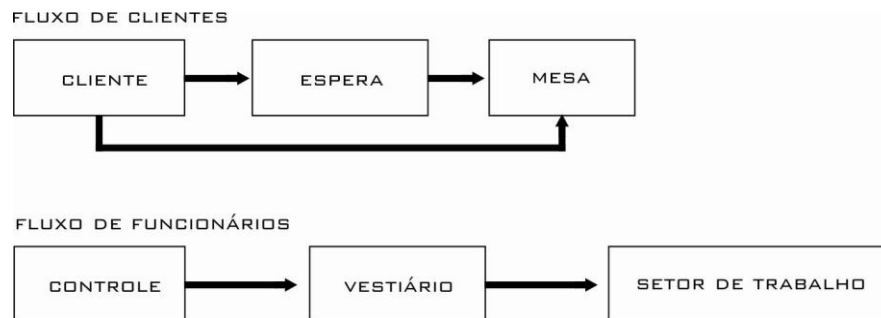 FLUXO DE CLIENTES
CLIENTE
ESPERA
MESA
FLUXO DE FUNCIONÁRIOS
CONTROLE
VESTIÁRIO
SETOR DE TRABALHO